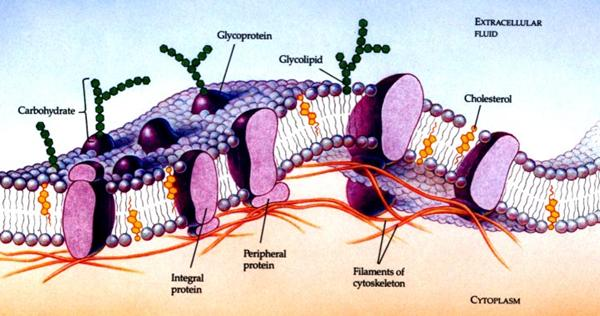 EXTRACELLULAR
FLUID
Glycoprotein
Glycolipid
Carbohydrate
Cholesterol
Integral
protein
Peripheral
protein
Filaments of
cytoskeleton
CYTOPLASM